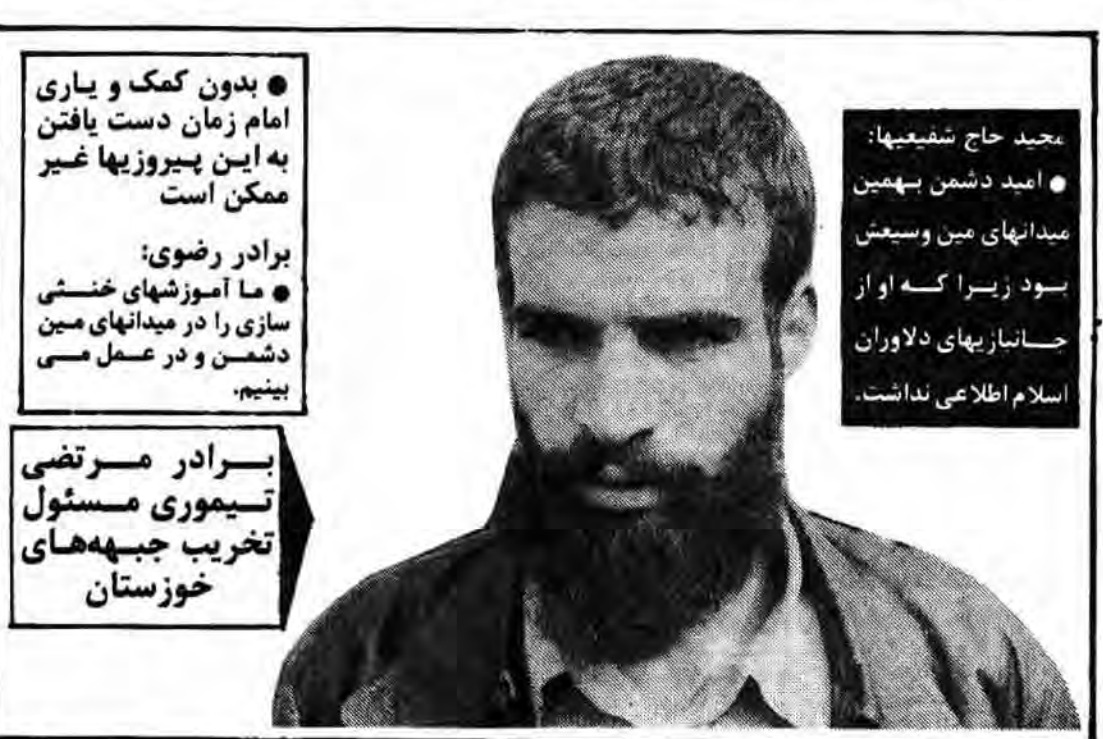 مجید حاج شفیعیها:
● امید دشمن بهمین
میدانهای مین وسیعش
بود زیرا که او از
جانبازیهای دلاوران
اسلام اطلاعی نداشت.
● بدون کمک و یاری
امام زمان دست یافتن
به این پیروزیها غیر
ممکن است
برادر رضوی:
● ما آموزشهای خنثی
سازی را در میدانهای مین
دشمن و در عمل می
بینیم.
برادر مرتضی
تیموری مسئول
تخریب جبهه‌های
خوزستان